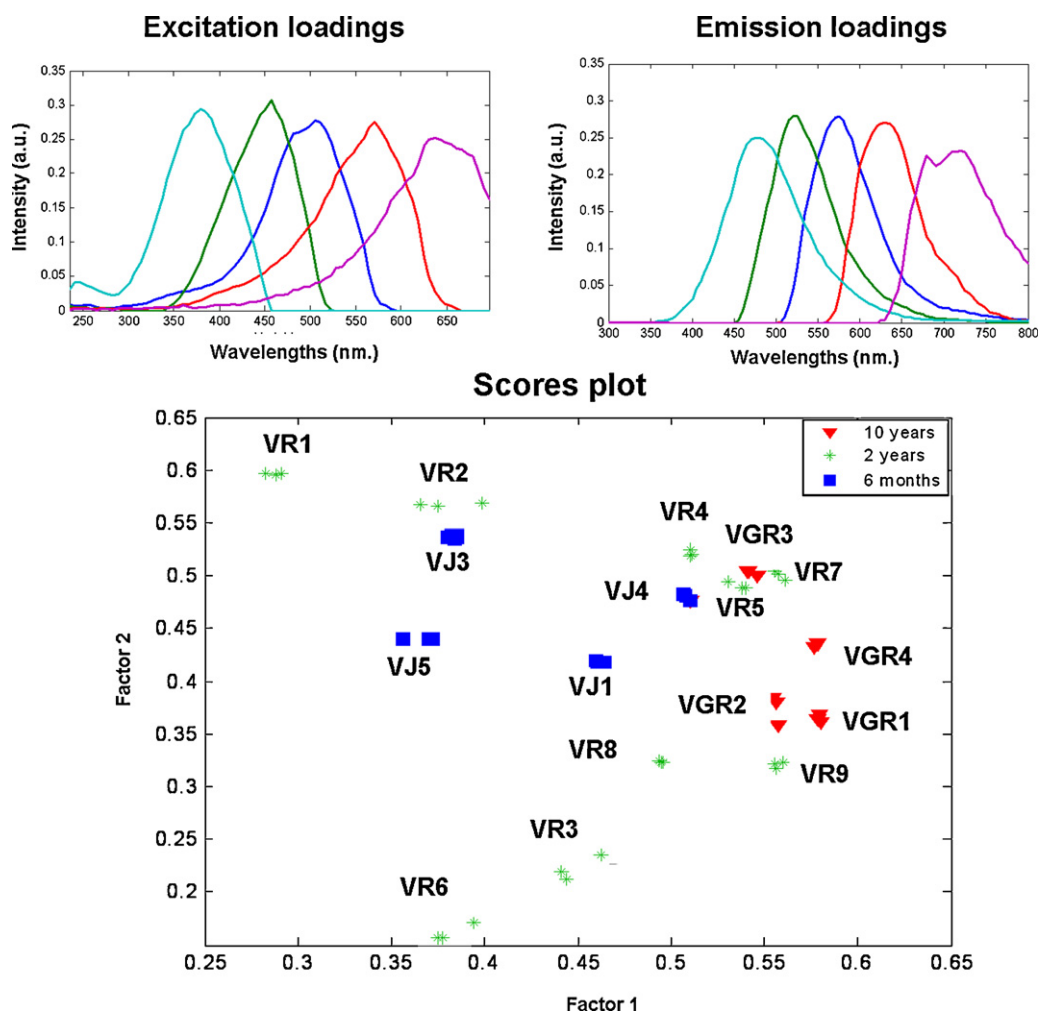 Excitation loadings
Emission loadings
Intensity (a.u.)
0.35
0.3
0.25
0.2
0.15
0.1
0.05
0
250 300 350 400 450 500 550 600 650
Wavelengths (nm.)
Intensity (a.u.)
0.35
0.3
0.25
0.2
0.15
0.1
0.05
0
300 350 400 450 500 550 600 650 700 750 800
Wavelengths (nm.)
Scores plot
Factor 2
0.65
0.6
0.55
0.5
0.45
0.4
0.35
0.3
0.25
0.2
10 years
2 years
6 months
VR1
VR2
VJ3
VR4
VGR3
VR7
VJ4
VR5
VJ5
VJ1
VGR4
VGR2
VGR1
VR8
VR9
VR3
VR6
0.25 0.3 0.35 0.4 0.45 0.5 0.55 0.6 0.65
Factor 1